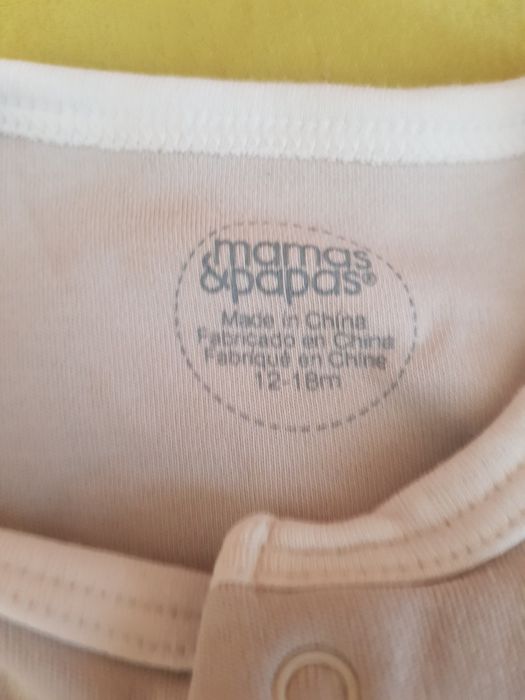 mamas
&papas®
Made in China
Fabricado en China
Fabriqué en Chine
12-18m